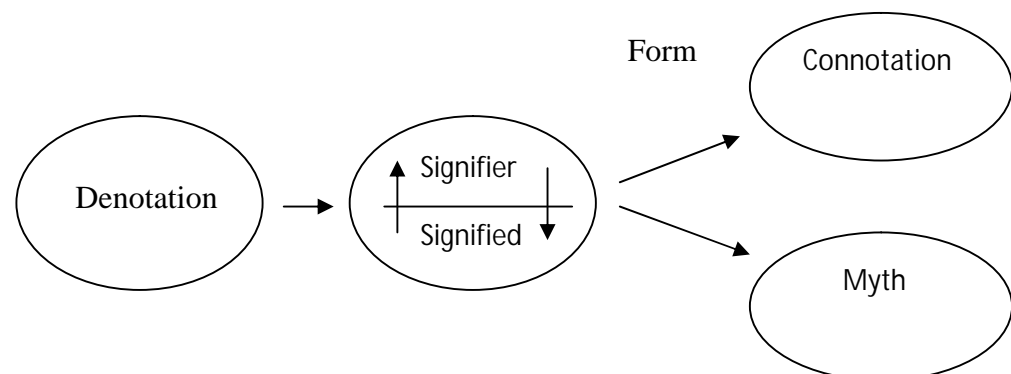 Form
Connotation
Denotation
Signifier
Signified
Myth